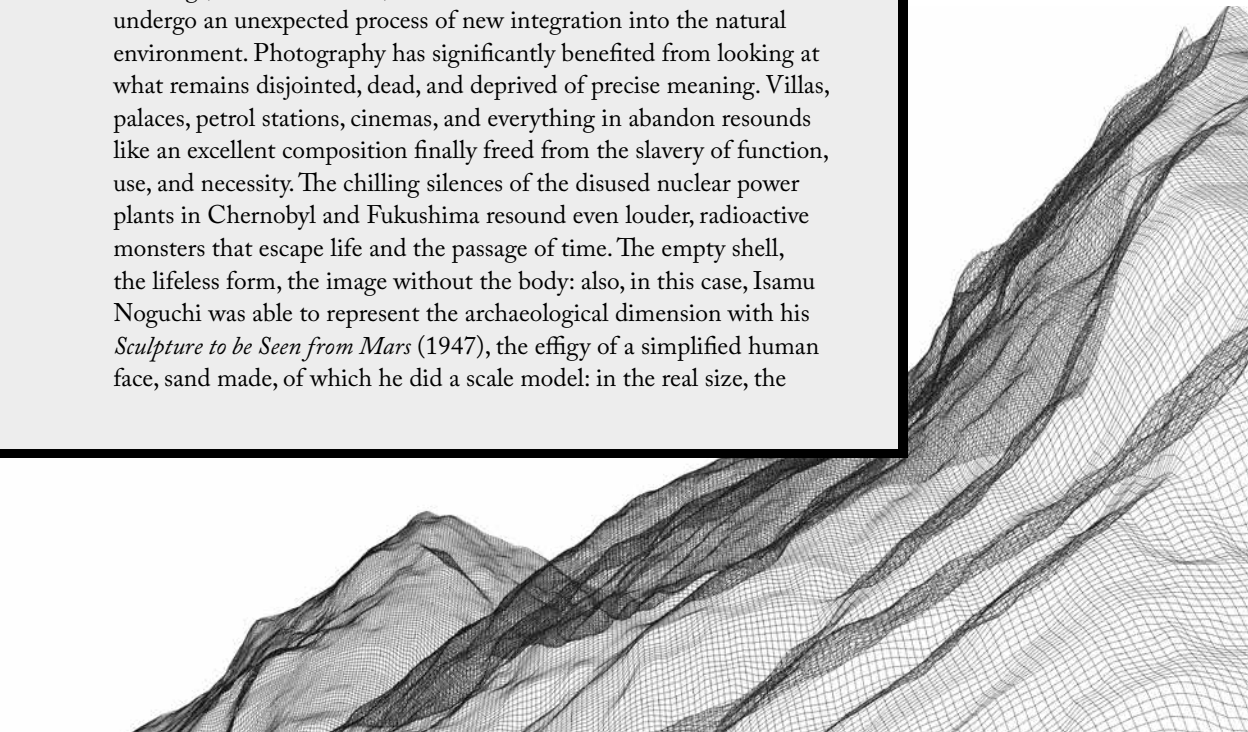 undergo an unexpected process of new integration into the natural
environment. Photography has significantly benefited from looking at
what remains disjointed, dead, and deprived of precise meaning. Villas,
palaces, petrol stations, cinemas, and everything in abandon resounds
like an excellent composition finally freed from the slavery of function,
use, and necessity. The chilling silences of the disused nuclear power
plants in Chernobyl and Fukushima resound even louder, radioactive
monsters that escape life and the passage of time. The empty shell,
the lifeless form, the image without the body: also, in this case, Isamu
Noguchi was able to represent the archaeological dimension with his
Sculpture to be Seen from Mars (1947), the effigy of a simplified human
face, sand made, of which he did a scale model: in the real size, the